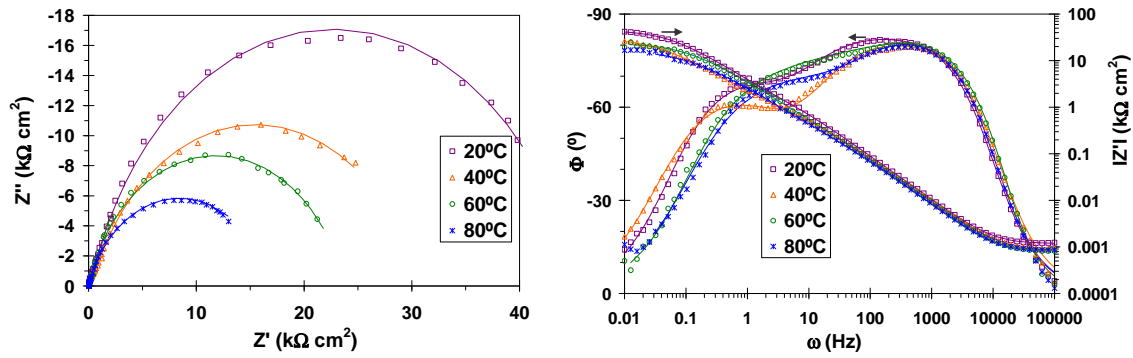 -18
-16
-14
-12
-10
-8
-6
-4
-2
0
Z'' (kΩ cm²)
0
10
20
30
40
Z' (kΩ cm²)
20ºC
40ºC
60ºC
80ºC
-90
-60
-30
0
Φ (º)
0.01
0.1
1
10
100
1000
10000
100000
ω (Hz)
100
10
1
0.1
0.01
0.001
0.0001
|Z'| (kΩ cm²)
20ºC
40ºC
60ºC
80ºC